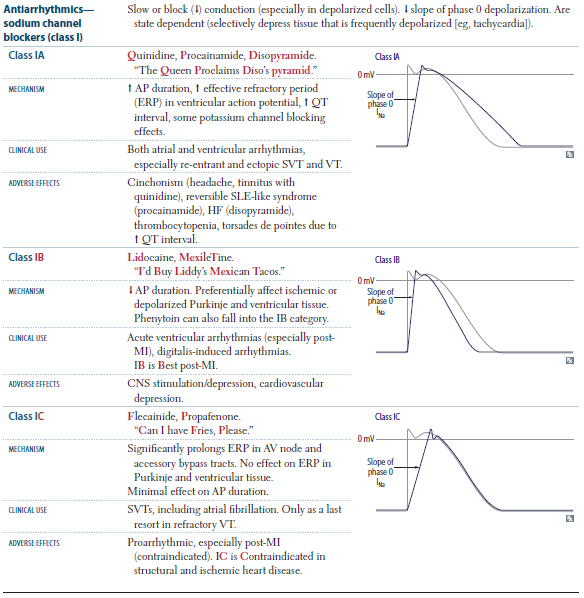 Antiarrhythmics—
sodium channel
blockers (class I)
Slow or block (↓) conduction (especially in depolarized cells). ↓ slope of phase 0 depolarization. Are
state dependent (selectively depress tissue that is frequently depolarized [eg, tachycardia]).
Class IA
Quinidine, Procainamide, Disopyramide.
“The Queen Proclaims Diso’s pyramid.”
MECHANISM
↑ AP duration, ↑ effective refractory period
(ERP) in ventricular action potential, ↑ QT
interval, some potassium channel blocking
effects.
CLINICAL USE
Both atrial and ventricular arrhythmias,
especially re-entrant and ectopic SVT and VT.
ADVERSE EFFECTS
Cinchonism (headache, tinnitus with
quinidine), reversible SLE-like syndrome
(procainamide), HF (disopyramide),
thrombocytopenia, torsades de pointes due to
↑ QT interval.
Class IA
0 mV
Slope of
phase 0
INa
Class IB
Lidocaine, MexileTine.
“I’d Buy Liddy’s Mexican Tacos.”
MECHANISM
↓ AP duration. Preferentially affect ischemic or
depolarized Purkinje and ventricular tissue.
Phenytoin can also fall into the IB category.
CLINICAL USE
Acute ventricular arrhythmias (especially post-
MI), digitalis-induced arrhythmias.
IB is Best post-MI.
ADVERSE EFFECTS
CNS stimulation/depression, cardiovascular
depression.
Class IB
0 mV
Slope of
phase 0
INa
Class IC
Flecainide, Propafenone.
“Can I have Fries, Please.”
MECHANISM
Significantly prolongs ERP in AV node and
accessory bypass tracts. No effect on ERP in
Purkinje and ventricular tissue.
Minimal effect on AP duration.
CLINICAL USE
SVTs, including atrial fibrillation. Only as a last
resort in refractory VT.
ADVERSE EFFECTS
Proarrhythmic, especially post-MI
(contraindicated). IC is Contraindicated in
structural and ischemic heart disease.
Class IC
0 mV
Slope of
phase 0
INa